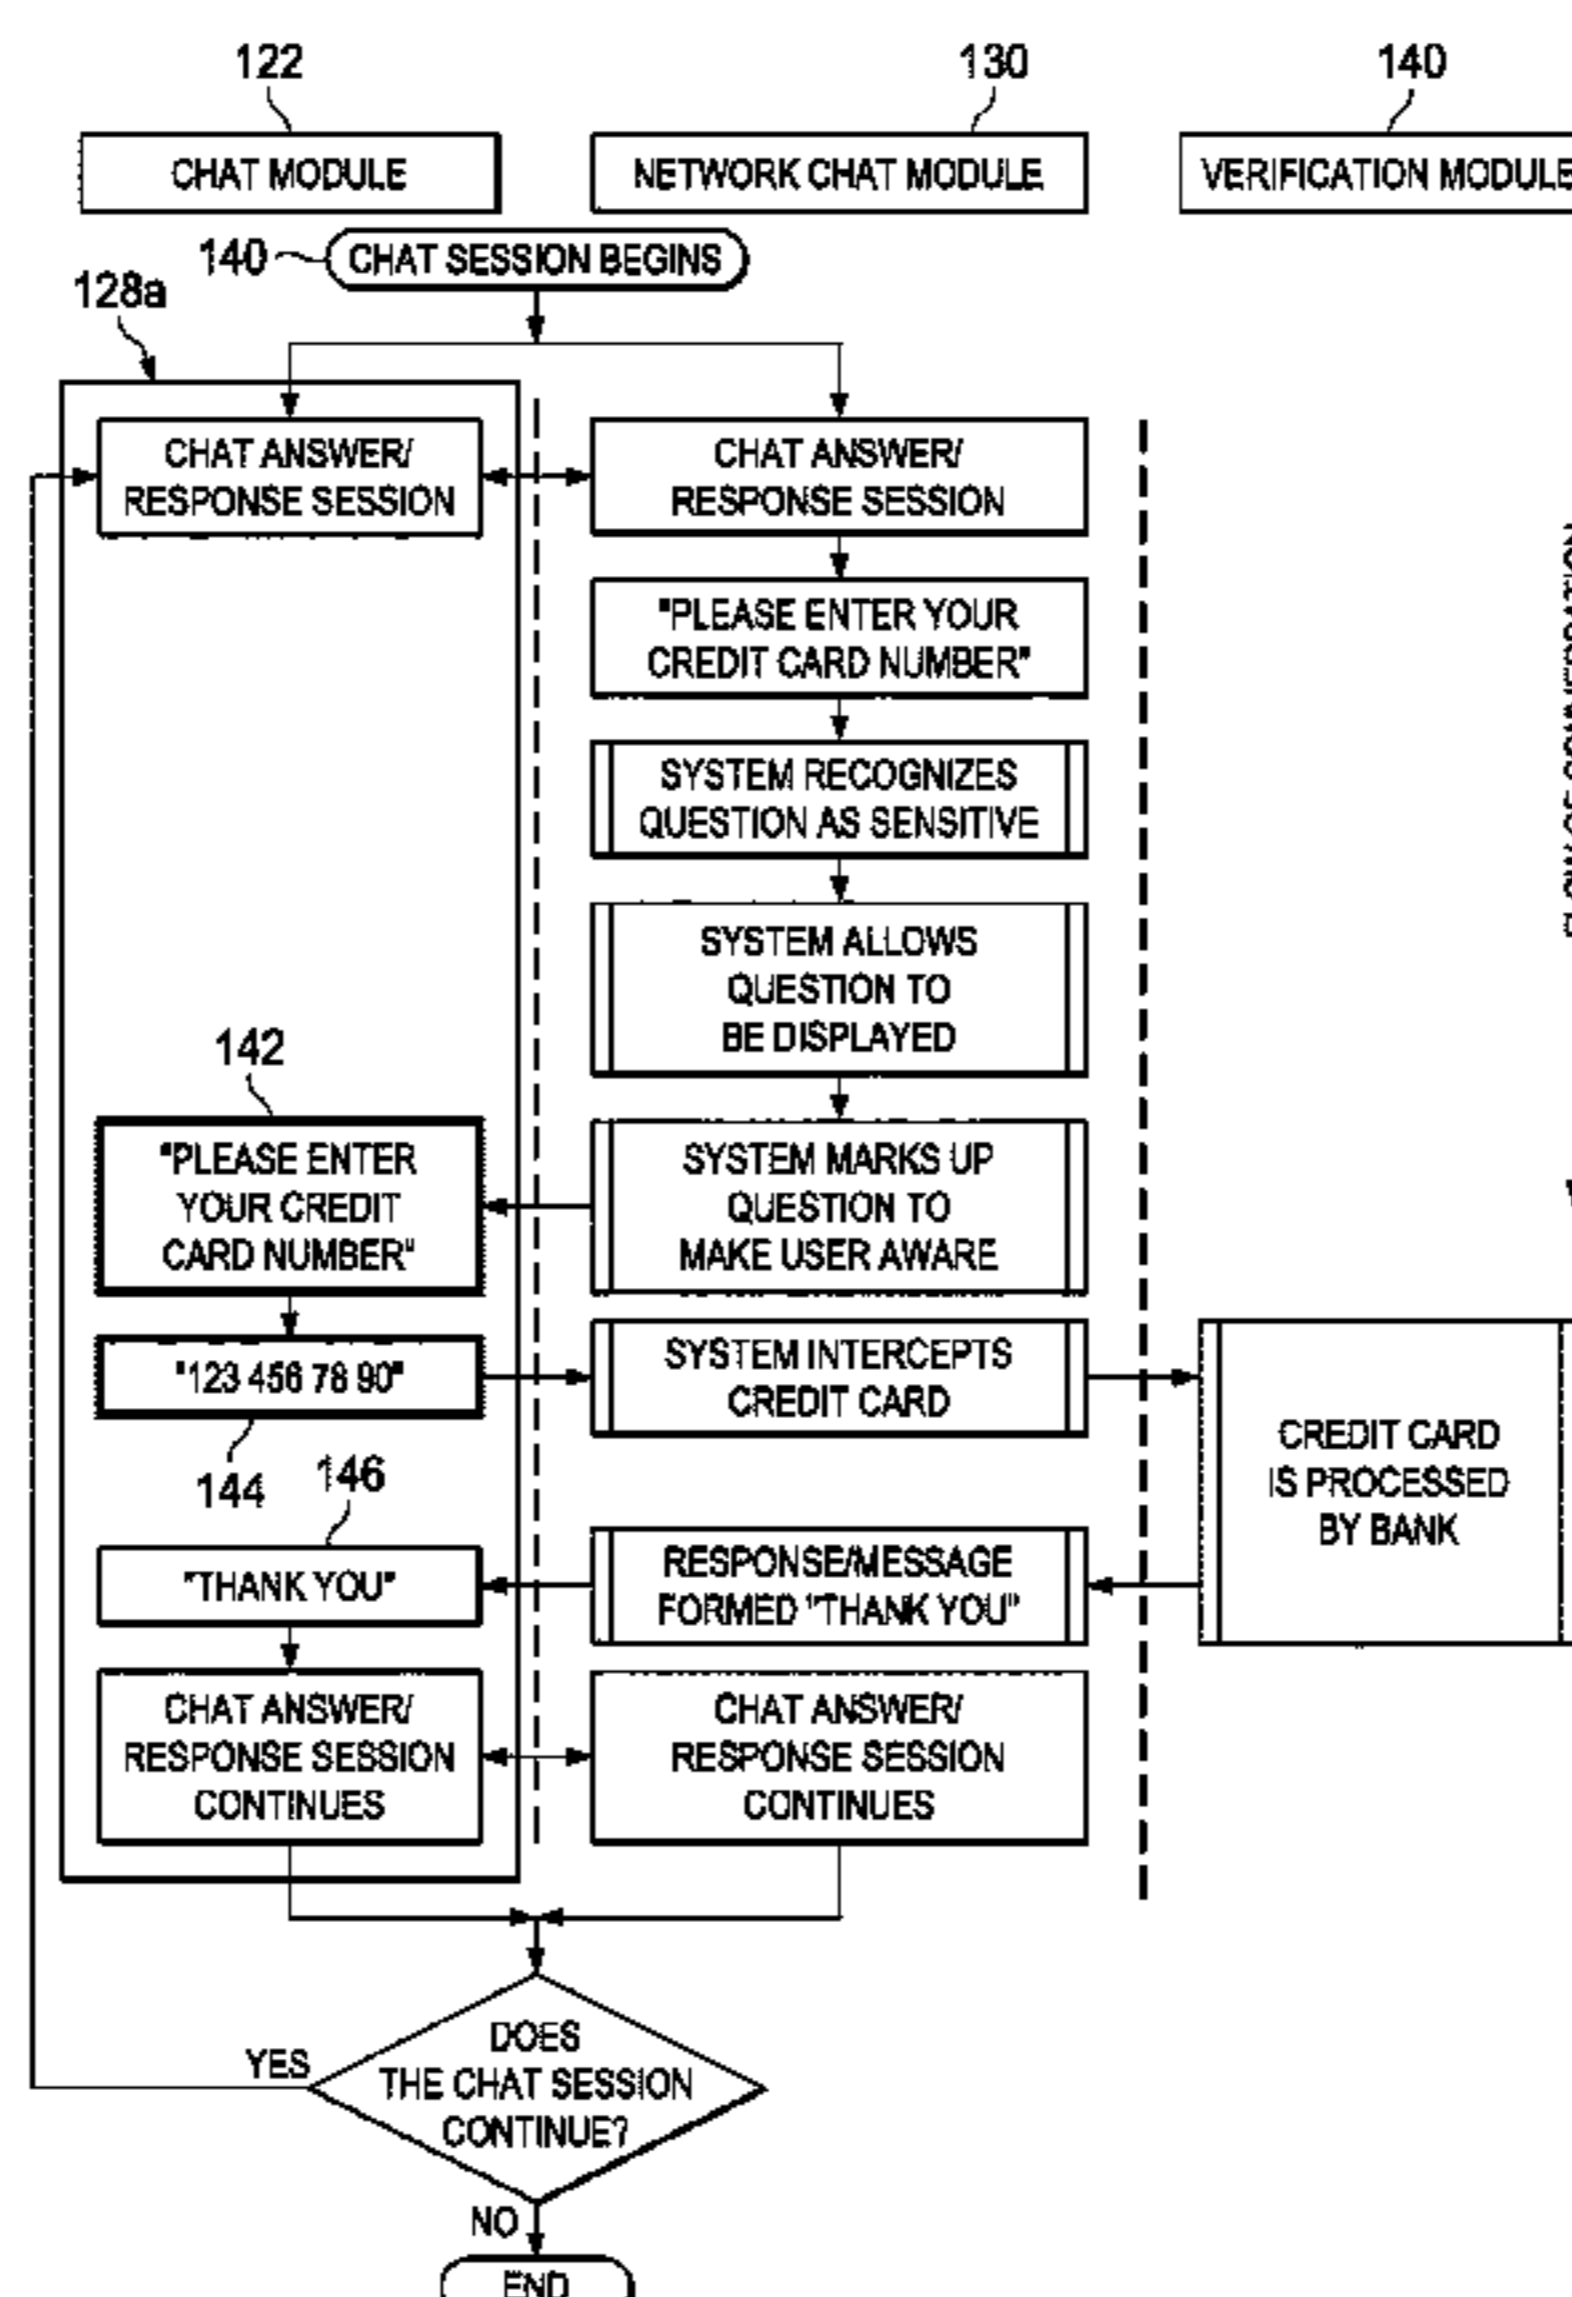 122
130
140
CHAT MODULE
NETWORK CHAT MODULE
VERIFICATION MODULE
140
CHAT SESSION BEGINS
128a
CHAT ANSWER/
RESPONSE SESSION
CHAT ANSWER/
RESPONSE SESSION
"PLEASE ENTER YOUR
CREDIT CARD NUMBER"
SYSTEM RECOGNIZES
QUESTION AS SENSITIVE
SYSTEM ALLOWS
QUESTION TO
BE DISPLAYED
142
"PLEASE ENTER
YOUR CREDIT
CARD NUMBER"
SYSTEM MARKS UP
QUESTION TO
MAKE USER AWARE
"123 456 78 90"
144
SYSTEM INTERCEPTS
CREDIT CARD
CREDIT CARD
IS PROCESSED
BY BANK
146
"THANK YOU"
RESPONSE/MESSAGE
FORMED "THANK YOU"
CHAT ANSWER/
RESPONSE SESSION
CONTINUES
CHAT ANSWER/
RESPONSE SESSION
CONTINUES
DOES
THE CHAT SESSION
CONTINUE?
YES
NO
END